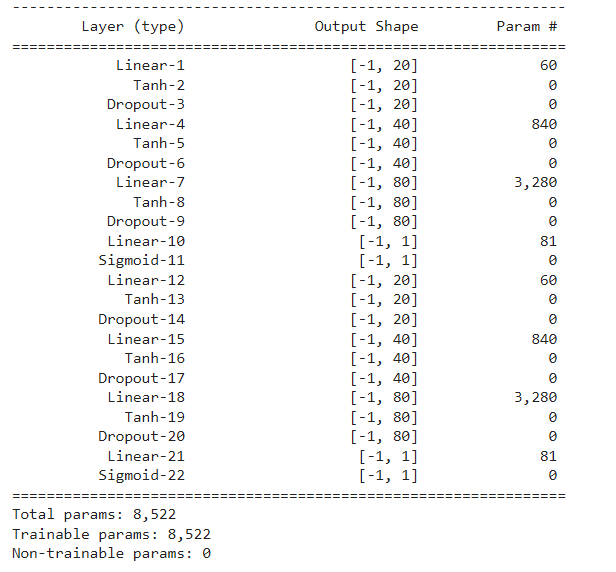 ----------------------------------------------------------------
Layer (type) Output Shape Param #
================================================================
Linear-1 [-1, 20] 60
Tanh-2 [-1, 20] 0
Dropout-3 [-1, 20] 0
Linear-4 [-1, 40] 840
Tanh-5 [-1, 40] 0
Dropout-6 [-1, 40] 0
Linear-7 [-1, 80] 3,280
Tanh-8 [-1, 80] 0
Dropout-9 [-1, 80] 0
Linear-10 [-1, 1] 81
Sigmoid-11 [-1, 1] 0
Linear-12 [-1, 20] 60
Tanh-13 [-1, 20] 0
Dropout-14 [-1, 20] 0
Linear-15 [-1, 40] 840
Tanh-16 [-1, 40] 0
Dropout-17 [-1, 40] 0
Linear-18 [-1, 80] 3,280
Tanh-19 [-1, 80] 0
Dropout-20 [-1, 80] 0
Linear-21 [-1, 1] 81
Sigmoid-22 [-1, 1] 0
================================================================
Total params: 8,522
Trainable params: 8,522
Non-trainable params: 0